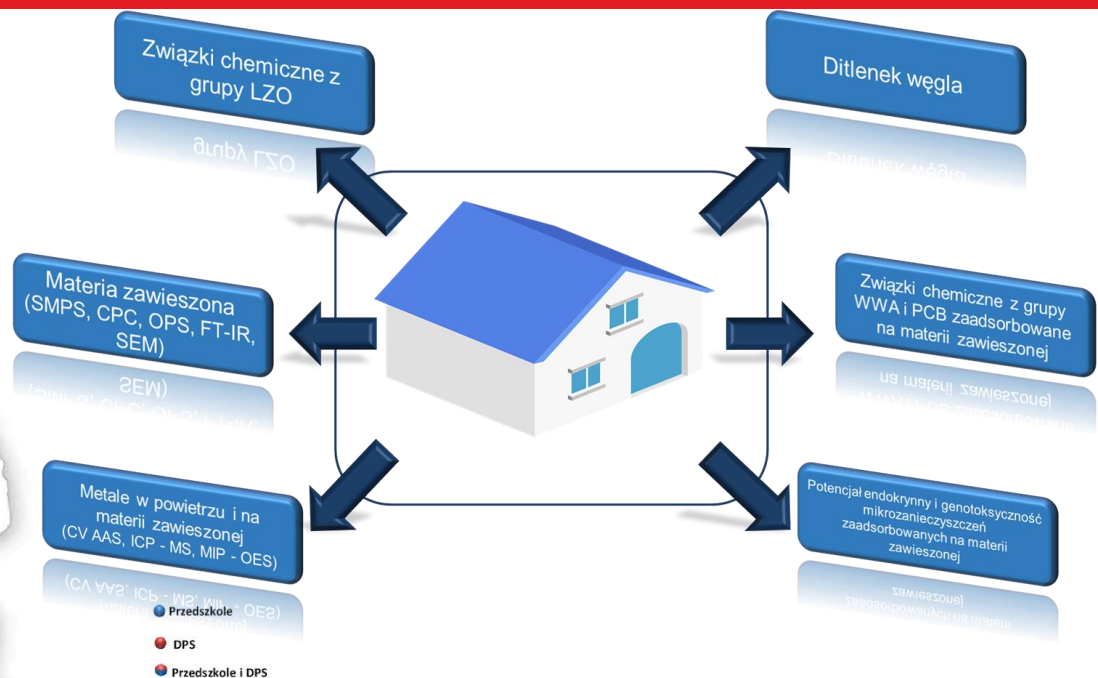 Związki chemiczne z
grupy LZO
Ditlenek węgla
Materia zawieszona
(SMPS, CPC, OPS, FT-IR,
SEM)
Związki chemiczne z grupy
WWA i PCB zaadsorbowane
na materii zawieszonej
Metale w powietrzu i na
materii zawieszonej
(CV AAS, ICP - MS, MIP - OES)
Potencjał endokrynny i genotoksyczność
mikrozanieczyszczeń
zaadsorbowanych na materii
zawieszonej
Przedszkole
DPS
Przedszkole i DPS